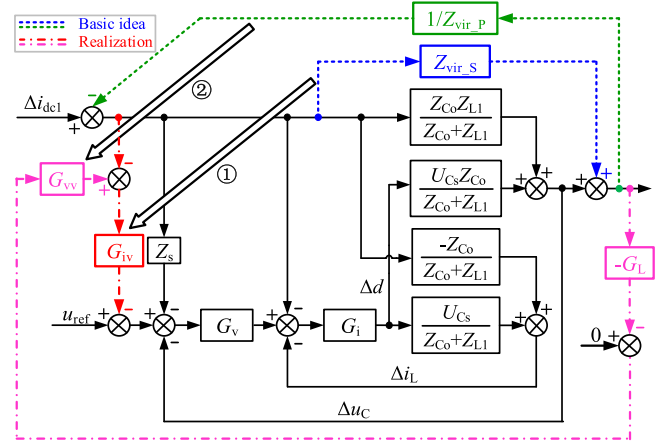 Basic idea
Realization
1/Z_vir_P
Z_vir_S
②
Δi_dc1
-
+
Z_Co Z_L1
Z_Co+Z_L1
①
G_vv
+
-
U_Cs Z_Co
Z_Co+Z_L1
+
+
+
+
G_iv
Z_s
-Z_Co
Z_Co+Z_L1
-G_L
Δd
u_ref
+
-
+
-
-
G_v
+
-
-
G_i
U_Cs
Z_Co+Z_L1
+
+
0
+
-
Δi_L
Δu_C